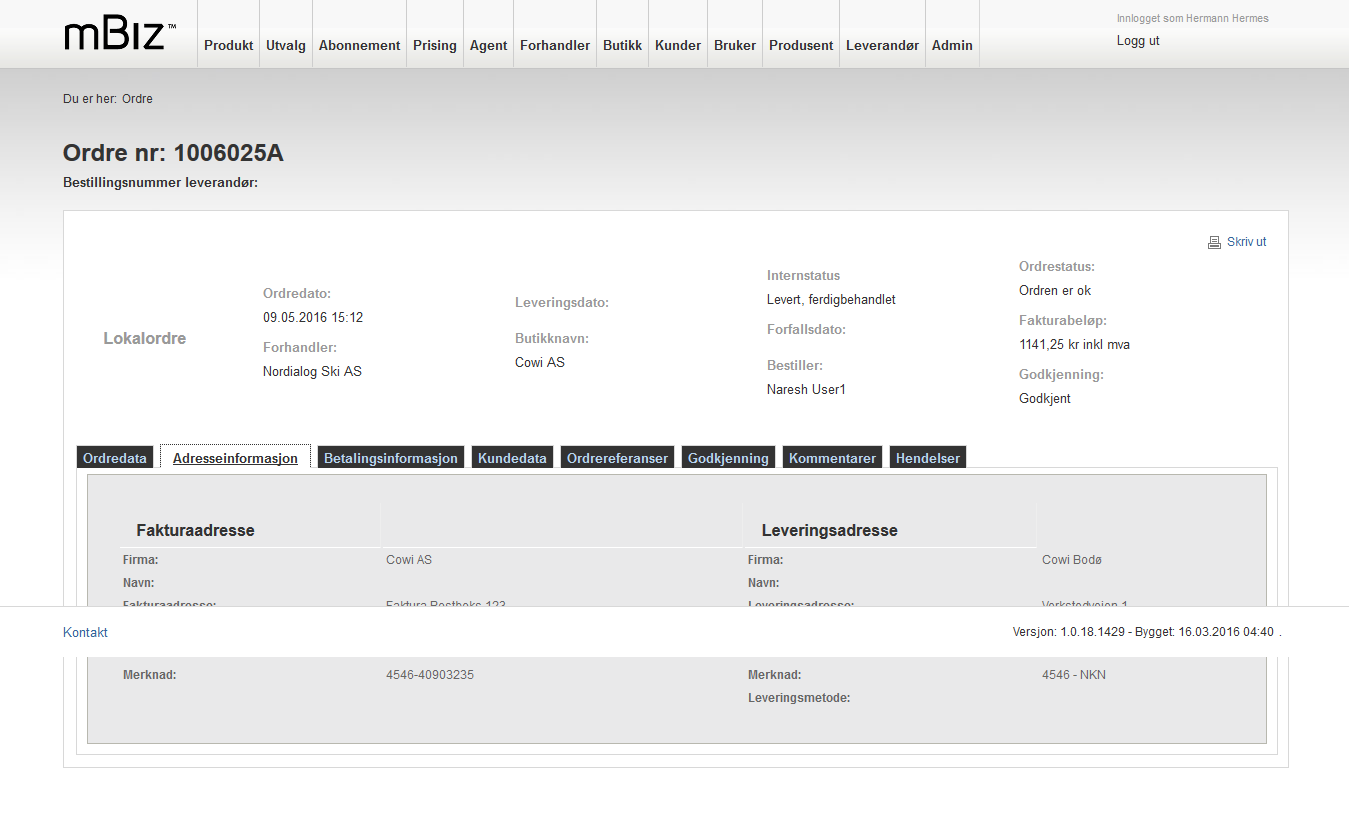 mBiz™
Produkt Utvalg Abonnement Prising Agent Forhandler Butikk Kunder Bruker Produsent Leverandør Admin
Innlogget som Hermann Hermes
Logg ut
Du er her: Ordre
Ordre nr: 1006025A
Bestillingsnummer leverandør:
Skriv ut
Lokalordre
Ordredato:
09.05.2016 15:12
Forhandler:
Nordialog Ski AS
Leveringsdato:
Butikknavn:
Cowi AS
Internstatus
Levert, ferdigbehandlet
Forfallsdato:
Bestiller:
Naresh User1
Ordrestatus:
Ordren er ok
Fakturabeløp:
1141,25 kr inkl mva
Godkjenning:
Godkjent
Ordredata Adresseinformasjon Betalingsinformasjon Kundedata Ordrereferanser Godkjenning Kommentarer Hendelser
Fakturaadresse Leveringsadresse
Firma: Cowi AS Firma: Cowi Bodø
Navn: Navn:
Fakturaadresse: Faktura Postboks 123 Leveringsadresse: Verkstedveien 1
Kontakt Versjon: 1.0.18.1429 - Bygget: 16.03.2016 04:40 .
Merknad: 4546-40903235 Merknad: 4546 - NKN
Leveringsmetode: